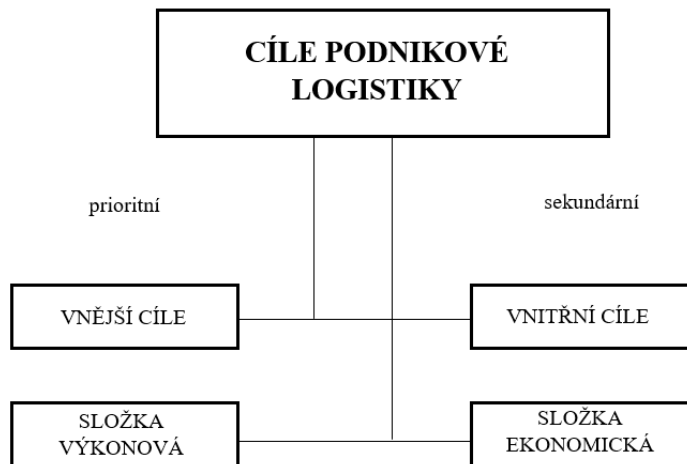 CÍLE PODNIKOVÉ
LOGISTIKY
prioritní
sekundární
VNĚJŠÍ CÍLE
VNITŘNÍ CÍLE
SLOŽKA
VÝKONOVÁ
SLOŽKA
EKONOMICKÁ